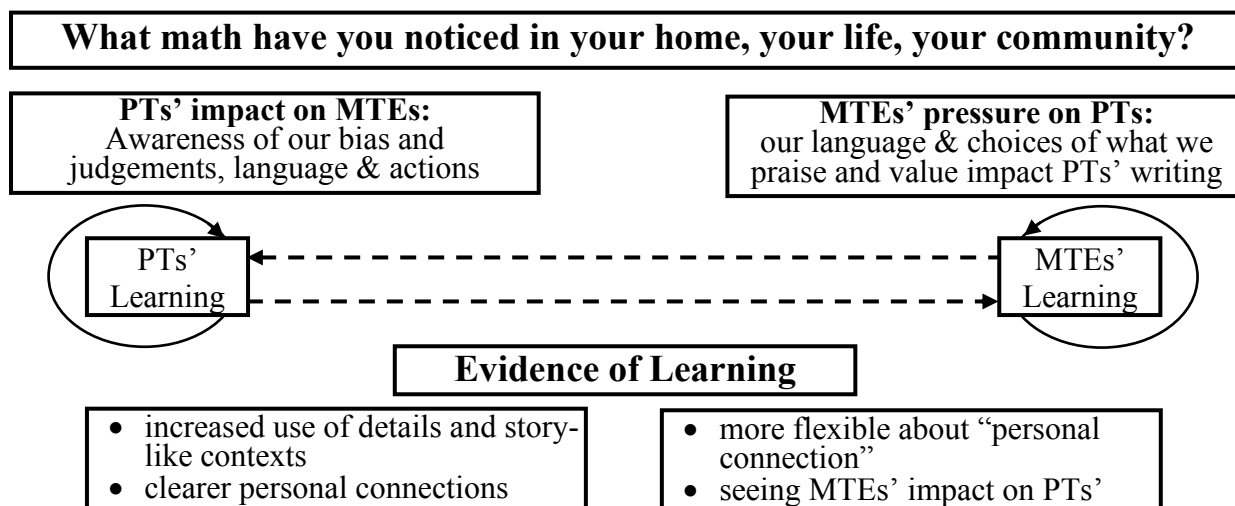 What math have you noticed in your home, your life, your community?
PTs’ impact on MTEs:
Awareness of our bias and
judgements, language & actions
MTEs’ pressure on PTs:
our language & choices of what we
praise and value impact PTs’ writing
PTs’
Learning
MTEs’
Learning
Evidence of Learning
• increased use of details and story-
like contexts
• clearer personal connections
• more flexible about “personal
connection”
• seeing MTEs’ impact on PTs’